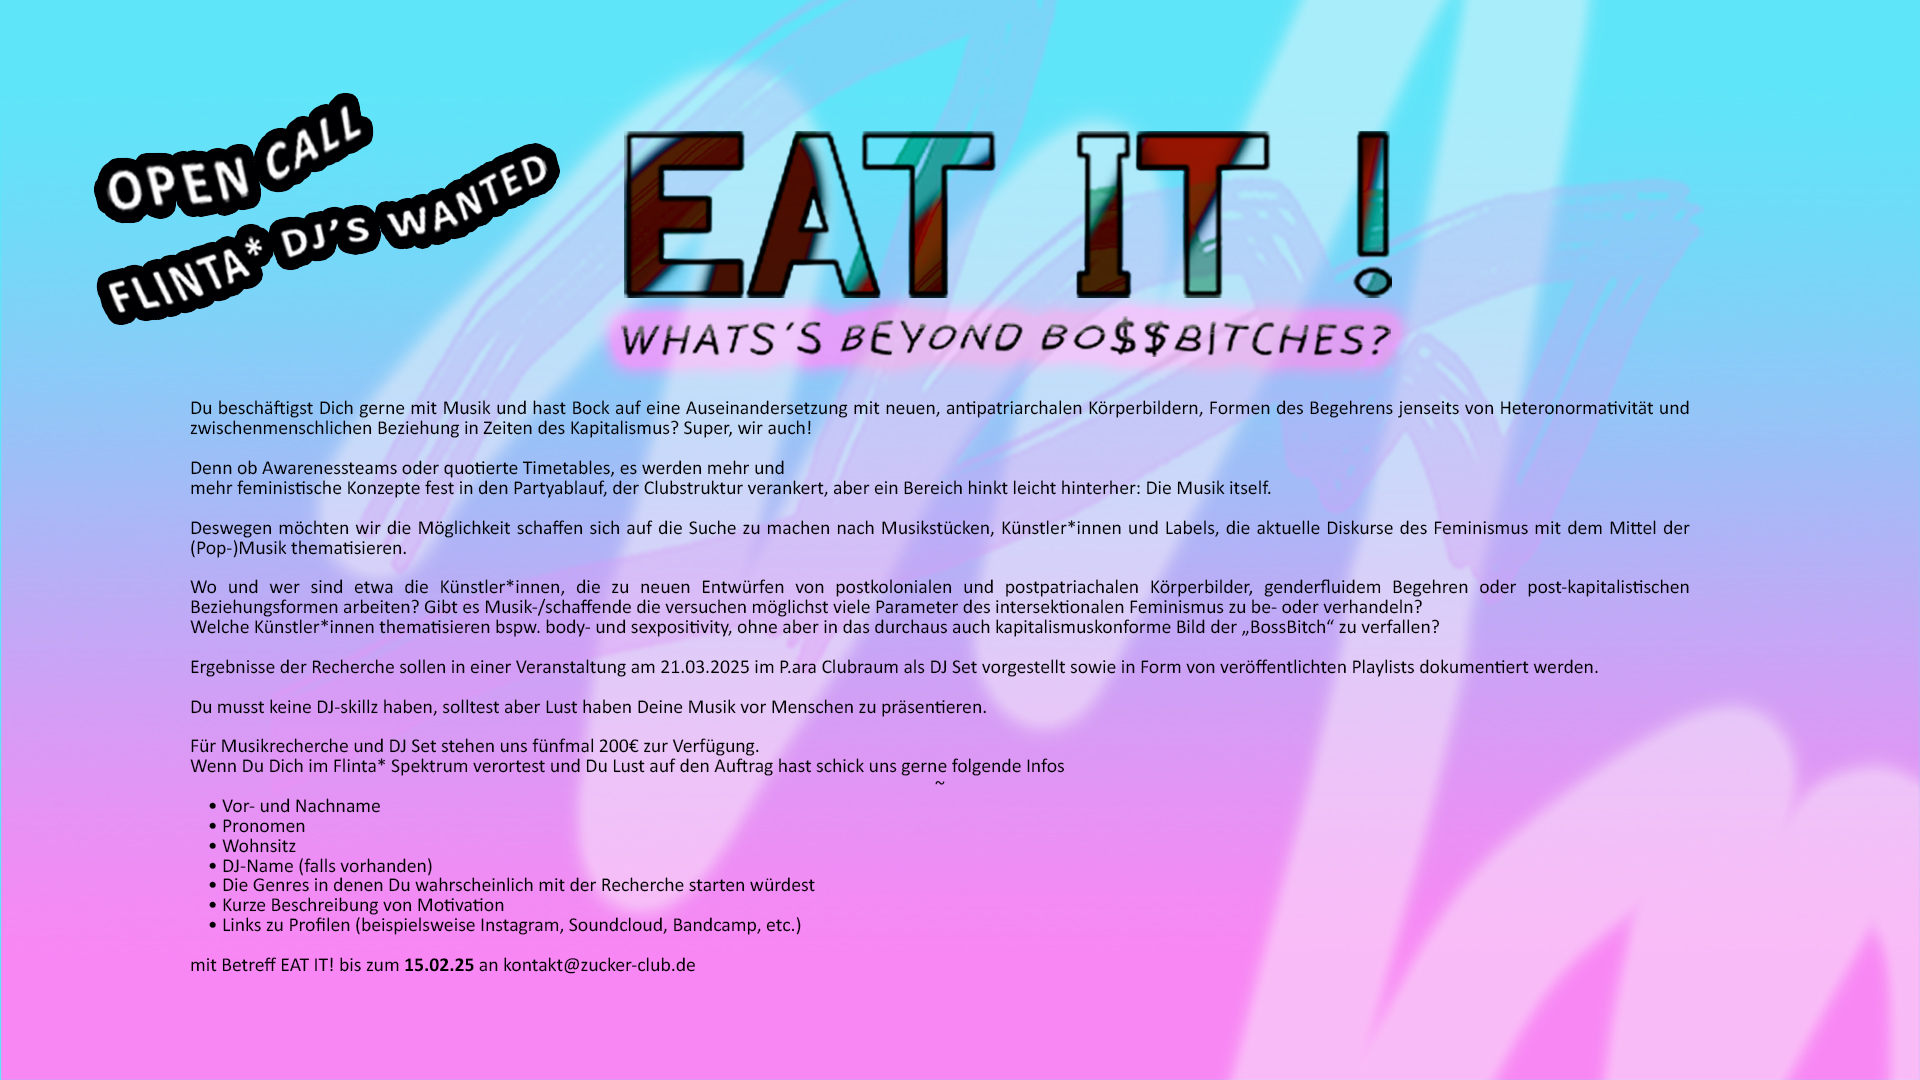 OPEN CALL
FLINTA* DJ’S WANTED
EAT IT !
WHATS'S BEYOND BO$$BITCHES?
Du beschäftigst Dich gerne mit Musik und hast Bock auf eine Auseinandersetzung mit neuen, antipatriarchalen Körperbildern, Formen des Begehrens jenseits von Heteronormativität und
zwischenmenschlichen Beziehung in Zeiten des Kapitalismus? Super, wir auch!
Denn ob Awarenessteams oder quotierte Timetables, es werden mehr und
mehr feministische Konzepte fest in den Partyablauf, der Clubstruktur verankert, aber ein Bereich hinkt leicht hinterher: Die Musik itself.
Deswegen möchten wir die Möglichkeit schaffen sich auf die Suche zu machen nach Musikstücken, Künstler*innen und Labels, die aktuelle Diskurse des Feminismus mit dem Mittel der
(Pop-)Musik thematisieren.
Wo und wer sind etwa die Künstler*innen, die zu neuen Entwürfen von postkolonialen und postpatriachalen Körperbilder, genderfluidem Begehren oder post-kapitalistischen
Beziehungsformen arbeiten? Gibt es Musik-/schaffende die versuchen möglichst viele Parameter des intersektionalen Feminismus zu be- oder verhandeln?
Welche Künstler*innen thematisieren bspw. body- und sexpositivity, ohne aber in das durchaus auch kapitalismuskonforme Bild der „BossBitch“ zu verfallen?
Ergebnisse der Recherche sollen in einer Veranstaltung am 21.03.2025 im P.ara Clubraum als DJ Set vorgestellt sowie in Form von veröffentlichten Playlists dokumentiert werden.
Du musst keine DJ-skillz haben, solltest aber Lust haben Deine Musik vor Menschen zu präsentieren.
Für Musikrecherche und DJ Set stehen uns fünfmal 200€ zur Verfügung.
Wenn Du Dich im Flinta* Spektrum verortest und Du Lust auf den Auftrag hast schick uns gerne folgende Infos
~
• Vor- und Nachname
• Pronomen
• Wohnsitz
• DJ-Name (falls vorhanden)
• Die Genres in denen Du wahrscheinlich mit der Recherche starten würdest
• Kurze Beschreibung von Motivation
• Links zu Profilen (beispielsweise Instagram, Soundcloud, Bandcamp, etc.)
mit Betreff EAT IT! bis zum 15.02.25 an kontakt@zucker-club.de